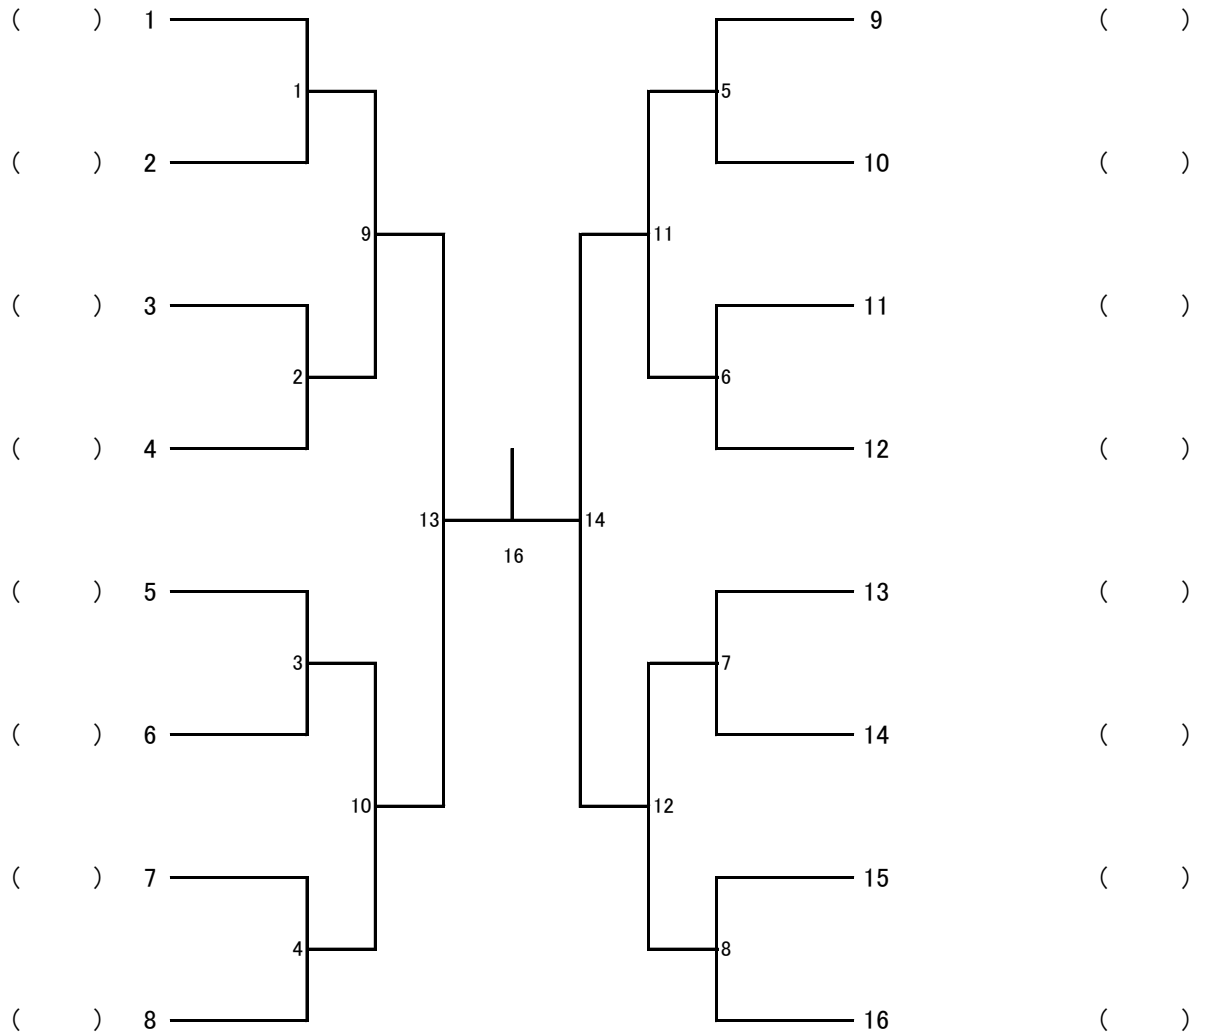 ( ) 1 9 ( )
1 5
( ) 2 10 ( )
9 11
( ) 3 11 ( )
2 6
( ) 4 12 ( )
13 14
16
( ) 5 13 ( )
3 7
( ) 6 14 ( )
10 12
( ) 7 15 ( )
4 8
( ) 8 16 ( )